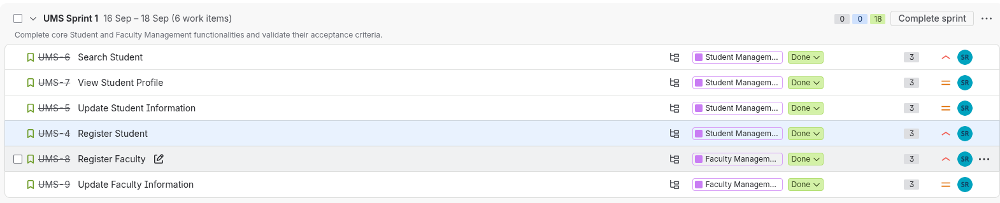 UMS Sprint 1 16 Sep – 18 Sep (6 work items) 0 0 18 Complete sprint
Complete core Student and Faculty Management functionalities and validate their acceptance criteria.
UMS-6 Search Student Student Managem... Done 3 SR
UMS-7 View Student Profile Student Managem... Done 3 SR
UMS-5 Update Student Information Student Managem... Done 3 SR
UMS-4 Register Student Student Managem... Done 3 SR
UMS-8 Register Faculty Faculty Managem... Done 3 SR
UMS-9 Update Faculty Information Faculty Managem... Done 3 SR